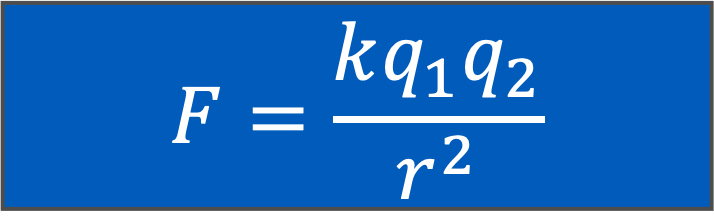 F = kq₁q₂ / r²